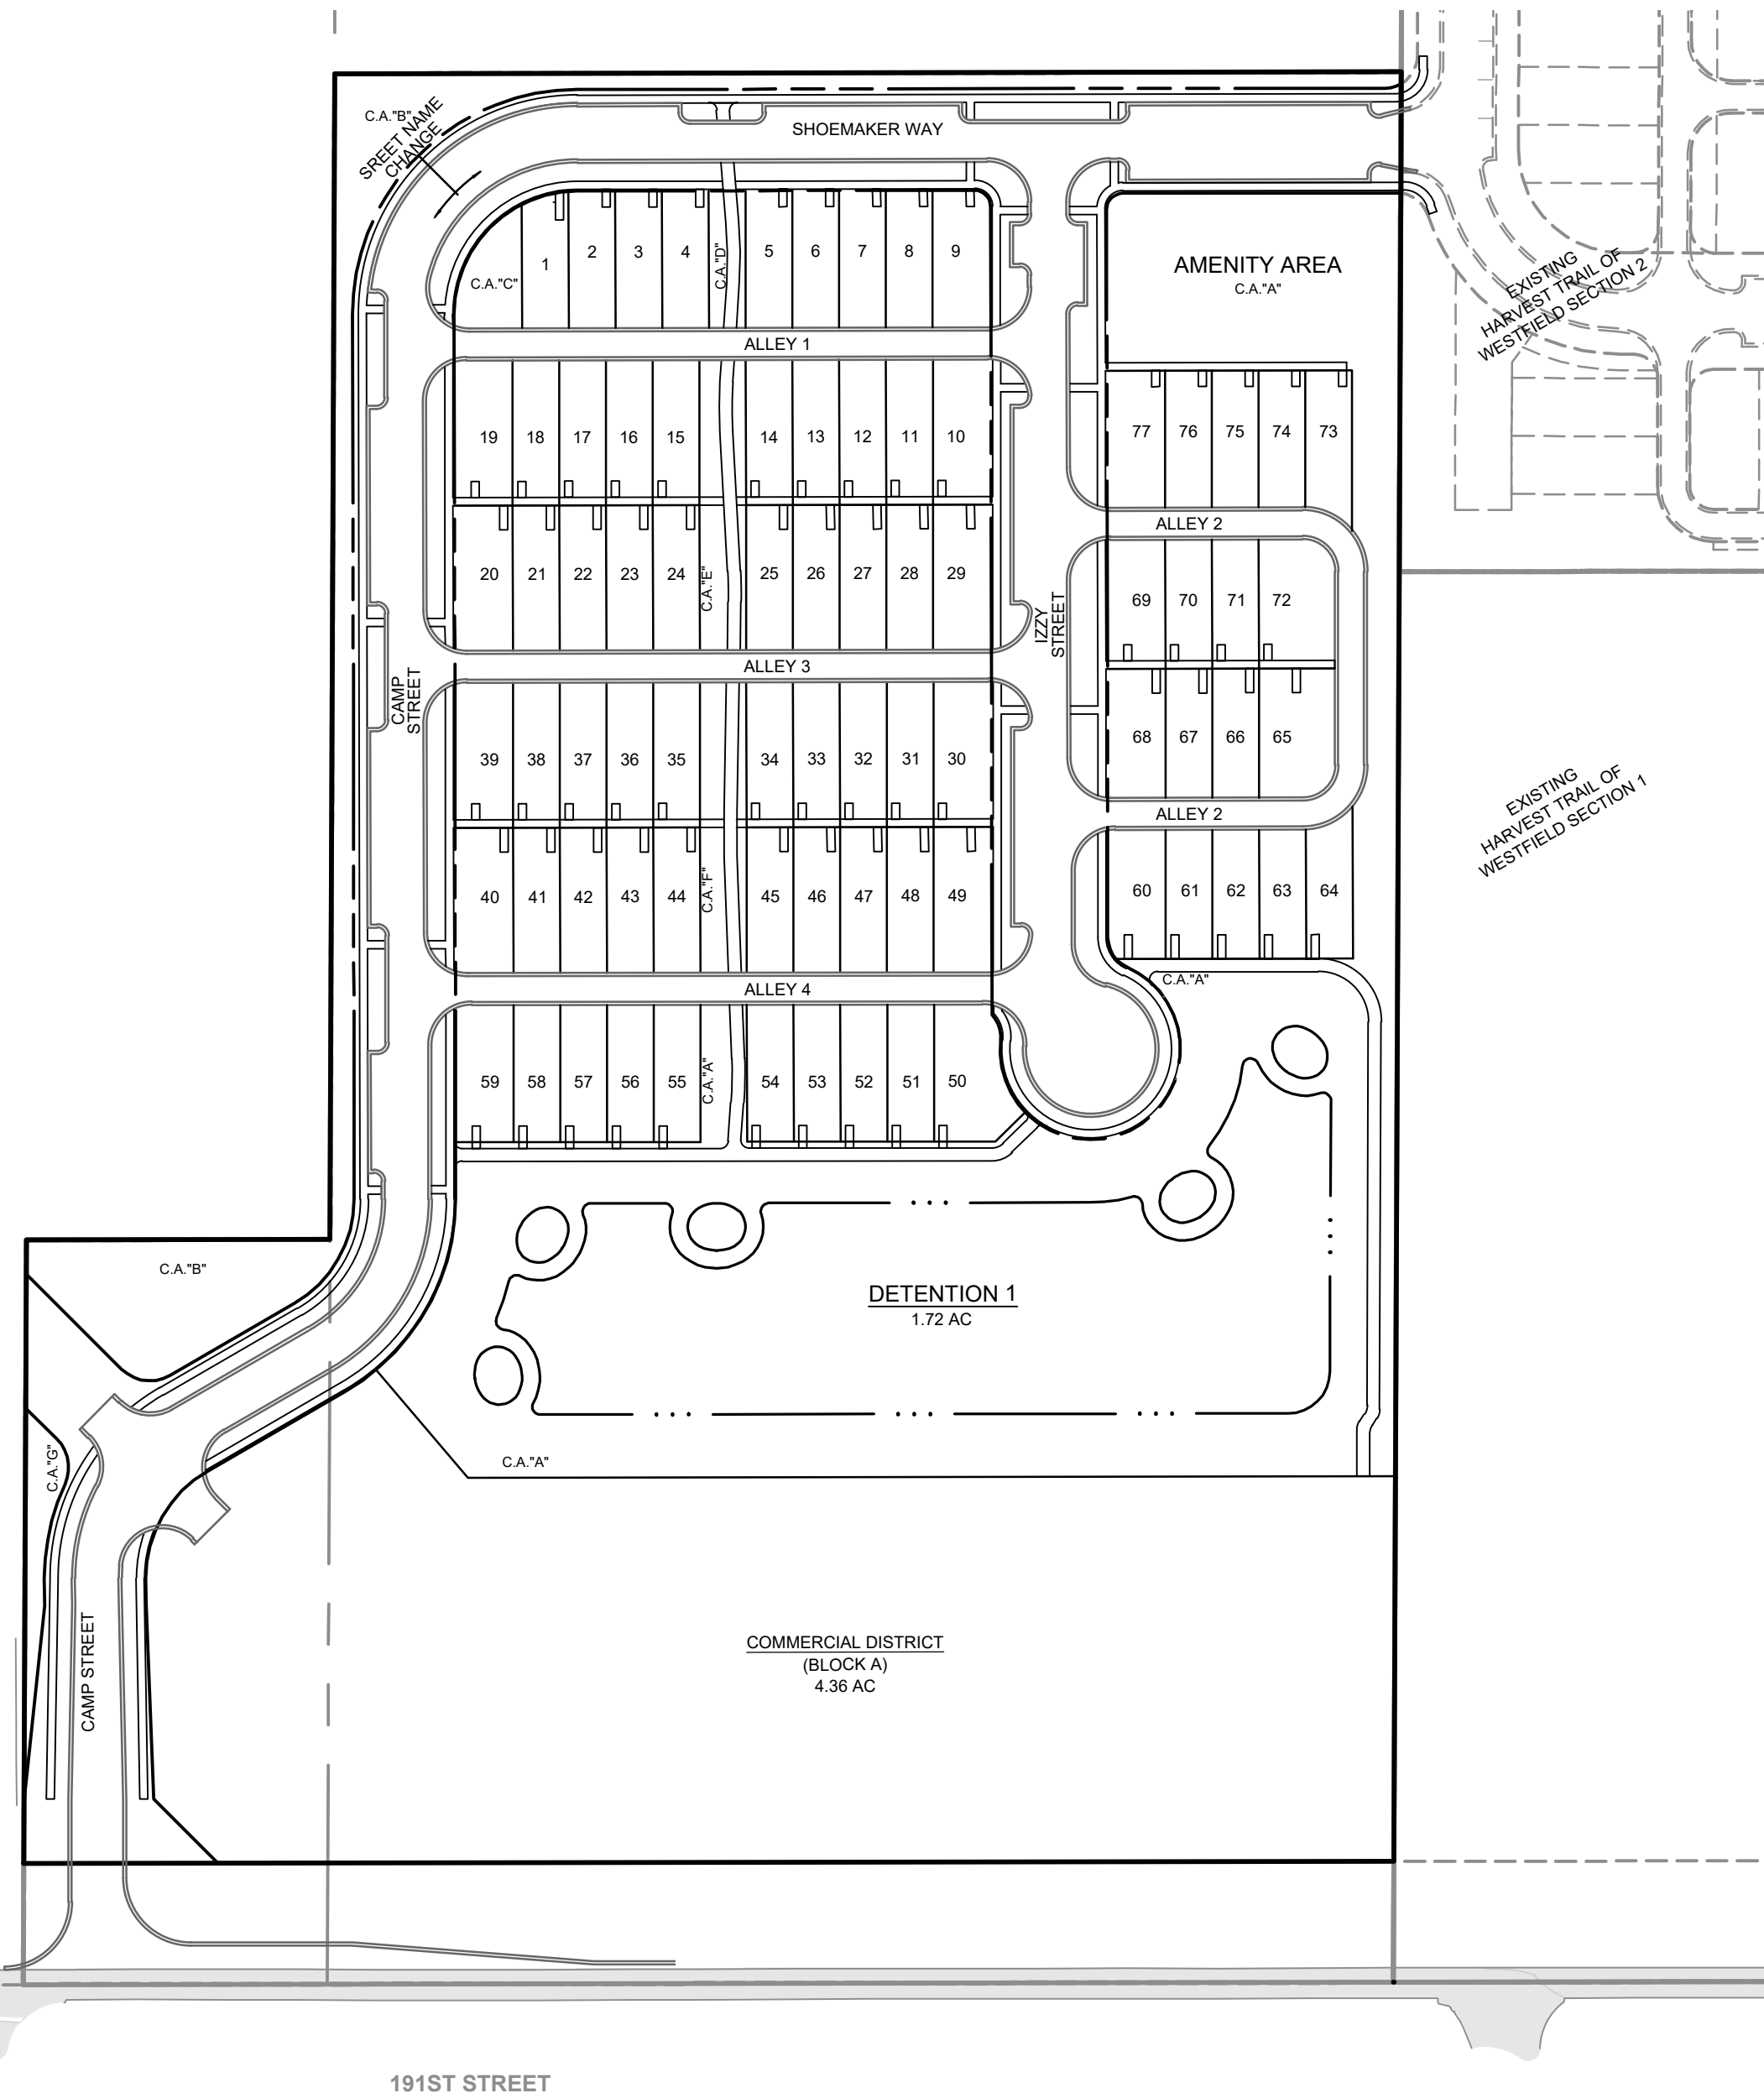 C.A."B"
SREET NAME
CHANGE
SHOEMAKER WAY
C.A."C"
1
2
3
4
C.A."D"
5
6
7
8
9
AMENITY AREA
C.A."A"
EXISTING
HARVEST TRAIL OF
WESTFIELD SECTION 2
ALLEY 1
19
18
17
16
15
14
13
12
11
10
77
76
75
74
73
ALLEY 2
20
21
22
23
24
C.A."E"
25
26
27
28
29
IZZY
STREET
69
70
71
72
ALLEY 3
CAMP
STREET
39
38
37
36
35
34
33
32
31
30
68
67
66
65
ALLEY 2
EXISTING
HARVEST TRAIL OF
WESTFIELD SECTION 1
40
41
42
43
44
C.A."F"
45
46
47
48
49
60
61
62
63
64
C.A."A"
ALLEY 4
59
58
57
56
55
C.A."A"
54
53
52
51
50
C.A."B"
DETENTION 1
1.72 AC
C.A."G"
C.A."A"
CAMP STREET
COMMERCIAL DISTRICT
(BLOCK A)
4.36 AC
191ST STREET